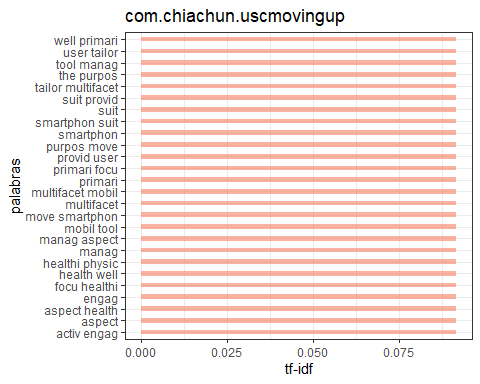 com.chiachun.uscmovingup
well primari
user tailor
tool manag
the purpos
tailor multifacet
suit provid
suit
smartphon suit
smartphon
purpos move
provid user
primari focu
primari
multifacet mobil
multifacet
move smartphon
mobil tool
manag aspect
manag
healthi physic
health well
focu healthi
engag
aspect health
aspect
activ engag
palabras
0.000 0.025 0.050 0.075
tf-idf